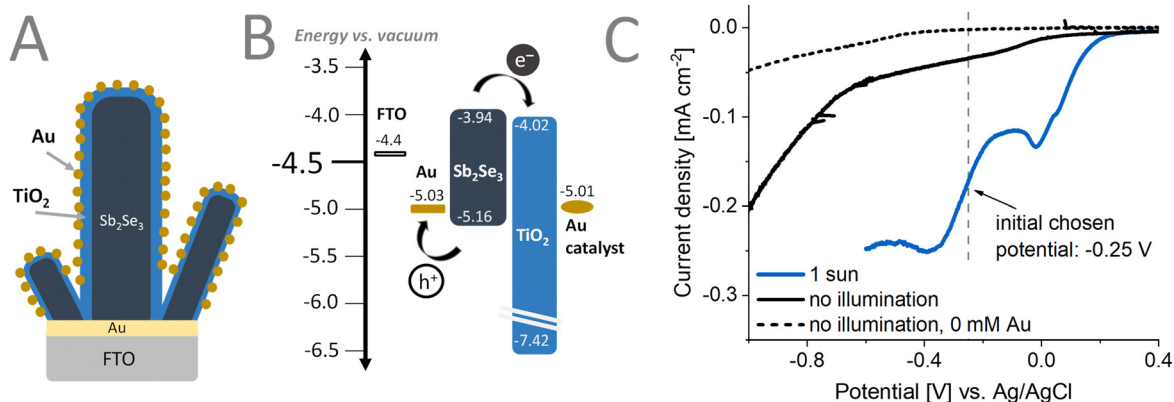 A
Au
TiO₂
Sb₂Se₃
Au
FTO
B
Energy vs. vacuum
-3.5
-4.0
-4.5
-5.0
-5.5
-6.0
-6.5
FTO
-4.4
Au
-5.03
h⁺
e⁻
-3.94
Sb₂Se₃
-5.16
-4.02
TiO₂
-7.42
-5.01
Au
catalyst
C
Current density [mA cm⁻²]
0.0
-0.1
-0.2
-0.3
initial chosen
potential: -0.25 V
1 sun
no illumination
no illumination, 0 mM Au
-0.8
-0.4
0.0
0.4
Potential [V] vs. Ag/AgCl